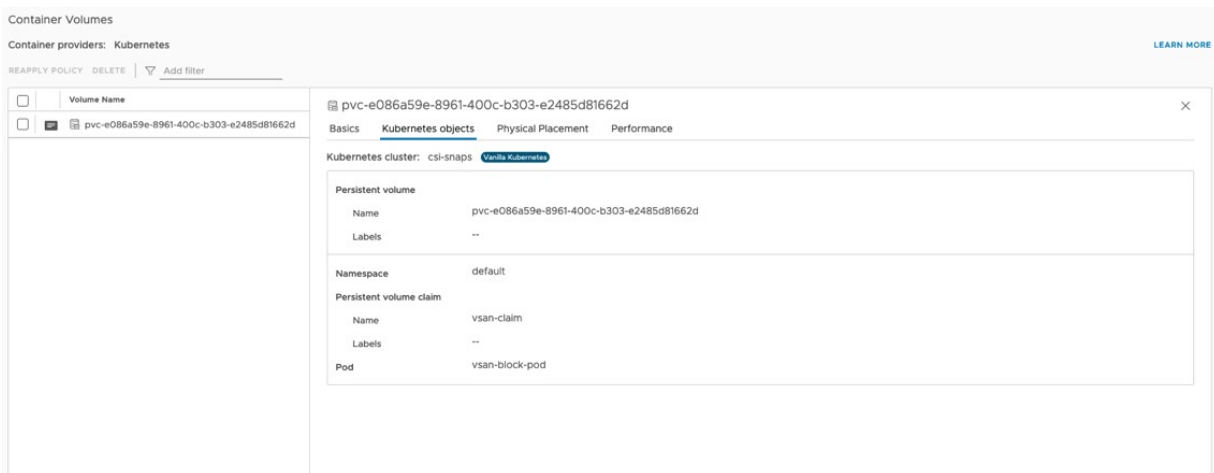 Container Volumes
Container providers: Kubernetes
LEARN MORE
REAPPLY POLICY DELETE Add filter
Volume Name
pvc-e086a59e-8961-400c-b303-e2485d81662d
pvc-e086a59e-8961-400c-b303-e2485d81662d
Basics Kubernetes objects Physical Placement Performance
Kubernetes cluster: csi-snaps Vanilla Kubernetes
Persistent volume
Name pvc-e086a59e-8961-400c-b303-e2485d81662d
Labels --
Namespace default
Persistent volume claim
Name vsan-claim
Labels --
Pod vsan-block-pod